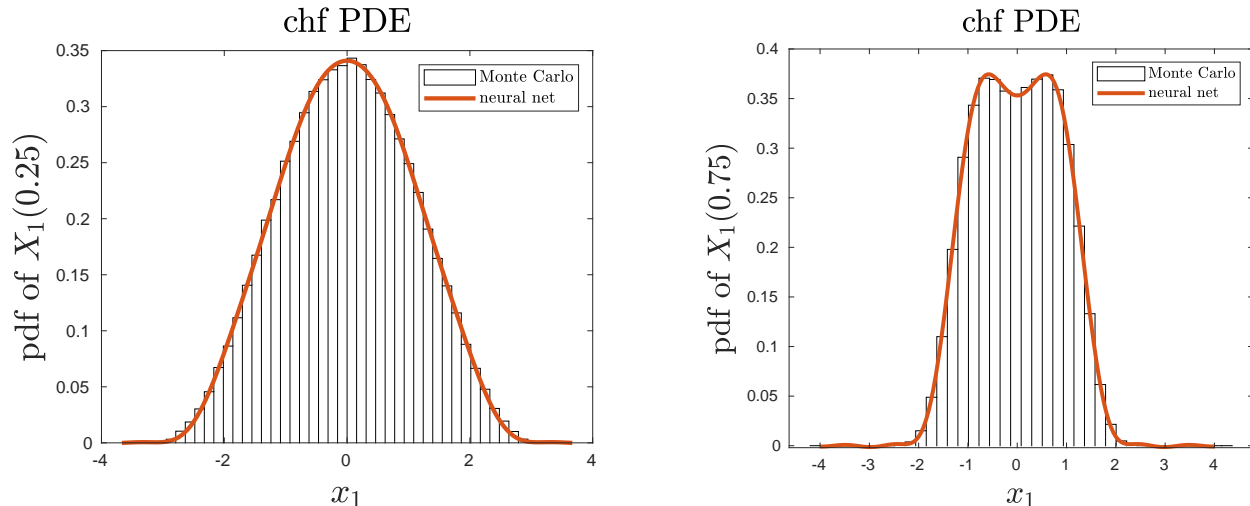 chf PDE
0.35
0.3
0.25
0.2
0.15
0.1
0.05
0
pdf of X₁(0.25)
Monte Carlo
neural net
-4 -2 0 2 4
x₁
chf PDE
0.4
0.35
0.3
0.25
0.2
0.15
0.1
0.05
0
pdf of X₁(0.75)
Monte Carlo
neural net
-4 -3 -2 -1 0 1 2 3 4
x₁